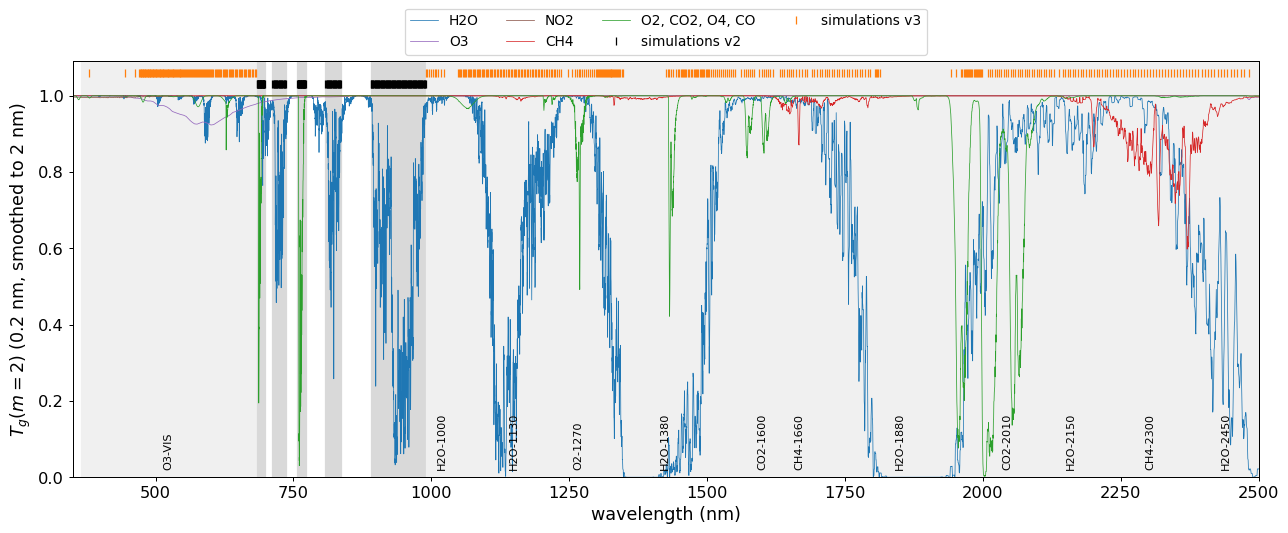 H2O NO2 O2, CO2, O4, CO simulations v3
O3 CH4 simulations v2
T_g(m = 2) (0.2 nm, smoothed to 2 nm)
1.0
0.8
0.6
0.4
0.2
0.0
O3-VIS
H2O-1000
H2O-1130
O2-1270
H2O-1380
CO2-1600
CH4-1660
H2O-1880
CO2-2010
H2O-2150
CH4-2300
H2O-2450
500 750 1000 1250 1500 1750 2000 2250 2500
wavelength (nm)